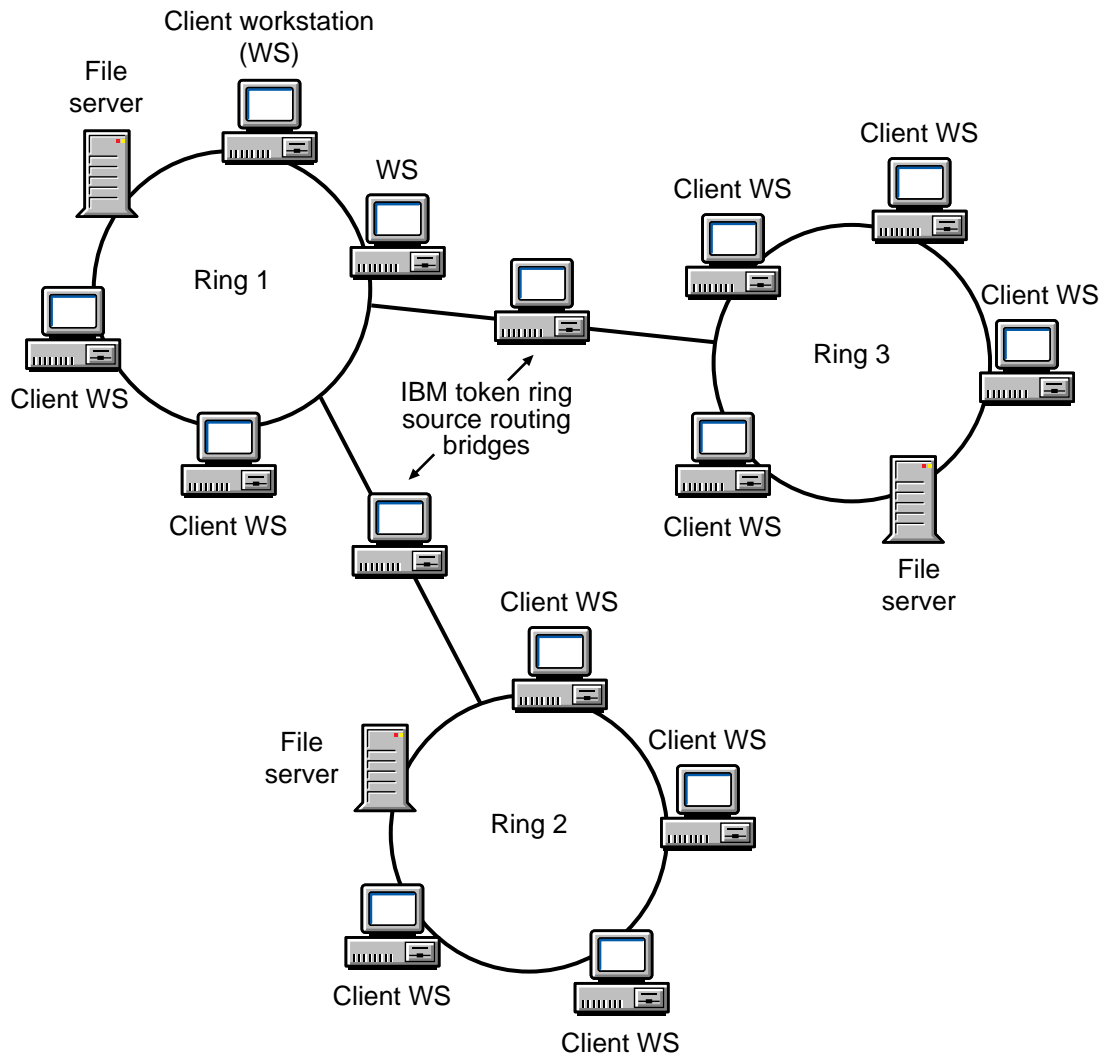 Client workstation
(WS)
File
server
WS
Ring 1
Client WS
Client WS
Client WS
Client WS
Client WS
Ring 3
Client WS
File
server
IBM token ring
source routing
bridges
Client WS
File
server
Client WS
Ring 2
Client WS
Client WS